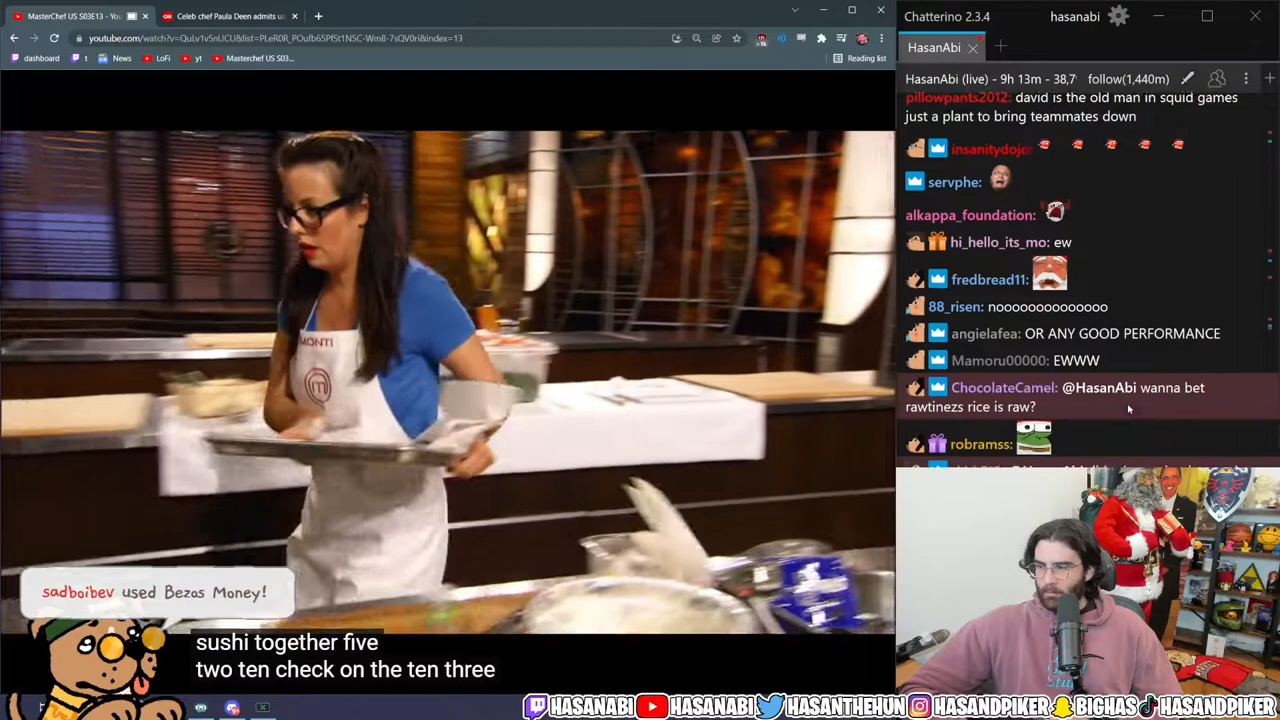 MasterChef US S03E13 - You
Celeb chef Paula Deen admits us
youtube.com/watch?v=QuLv1v5nUCU&list=PLeR0R_POufb65PfSt1N5C-Wm8-7sQV0ri&index=13
dashboard
t
News
LoFi
yt
Masterchef US S03...
Reading list
MONTI
sadboibev used Bezos Money!
sushi together five
two ten check on the ten three
Chatterino 2.3.4
hasanabi
HasanAbi
HasanAbi (live) - 9h 13m - 38,7
follow(1,440m)
pillowpants2012: david is the old man in squid games
just a plant to bring teammates down
insanitydojo
servphe:
alkappa_foundation:
hi_hello_its_mo: ew
fredbread11:
88_risen: noooooooooooooo
angielafea: OR ANY GOOD PERFORMANCE
Mamoru00000: EWWW
ChocolateCamel: @HasanAbi wanna bet
rawtinezs rice is raw?
robramss:
HASANABI
HASANABI
HASANTHEHUN
HASANDPIKER
BIGHAS
HASANDPIKER